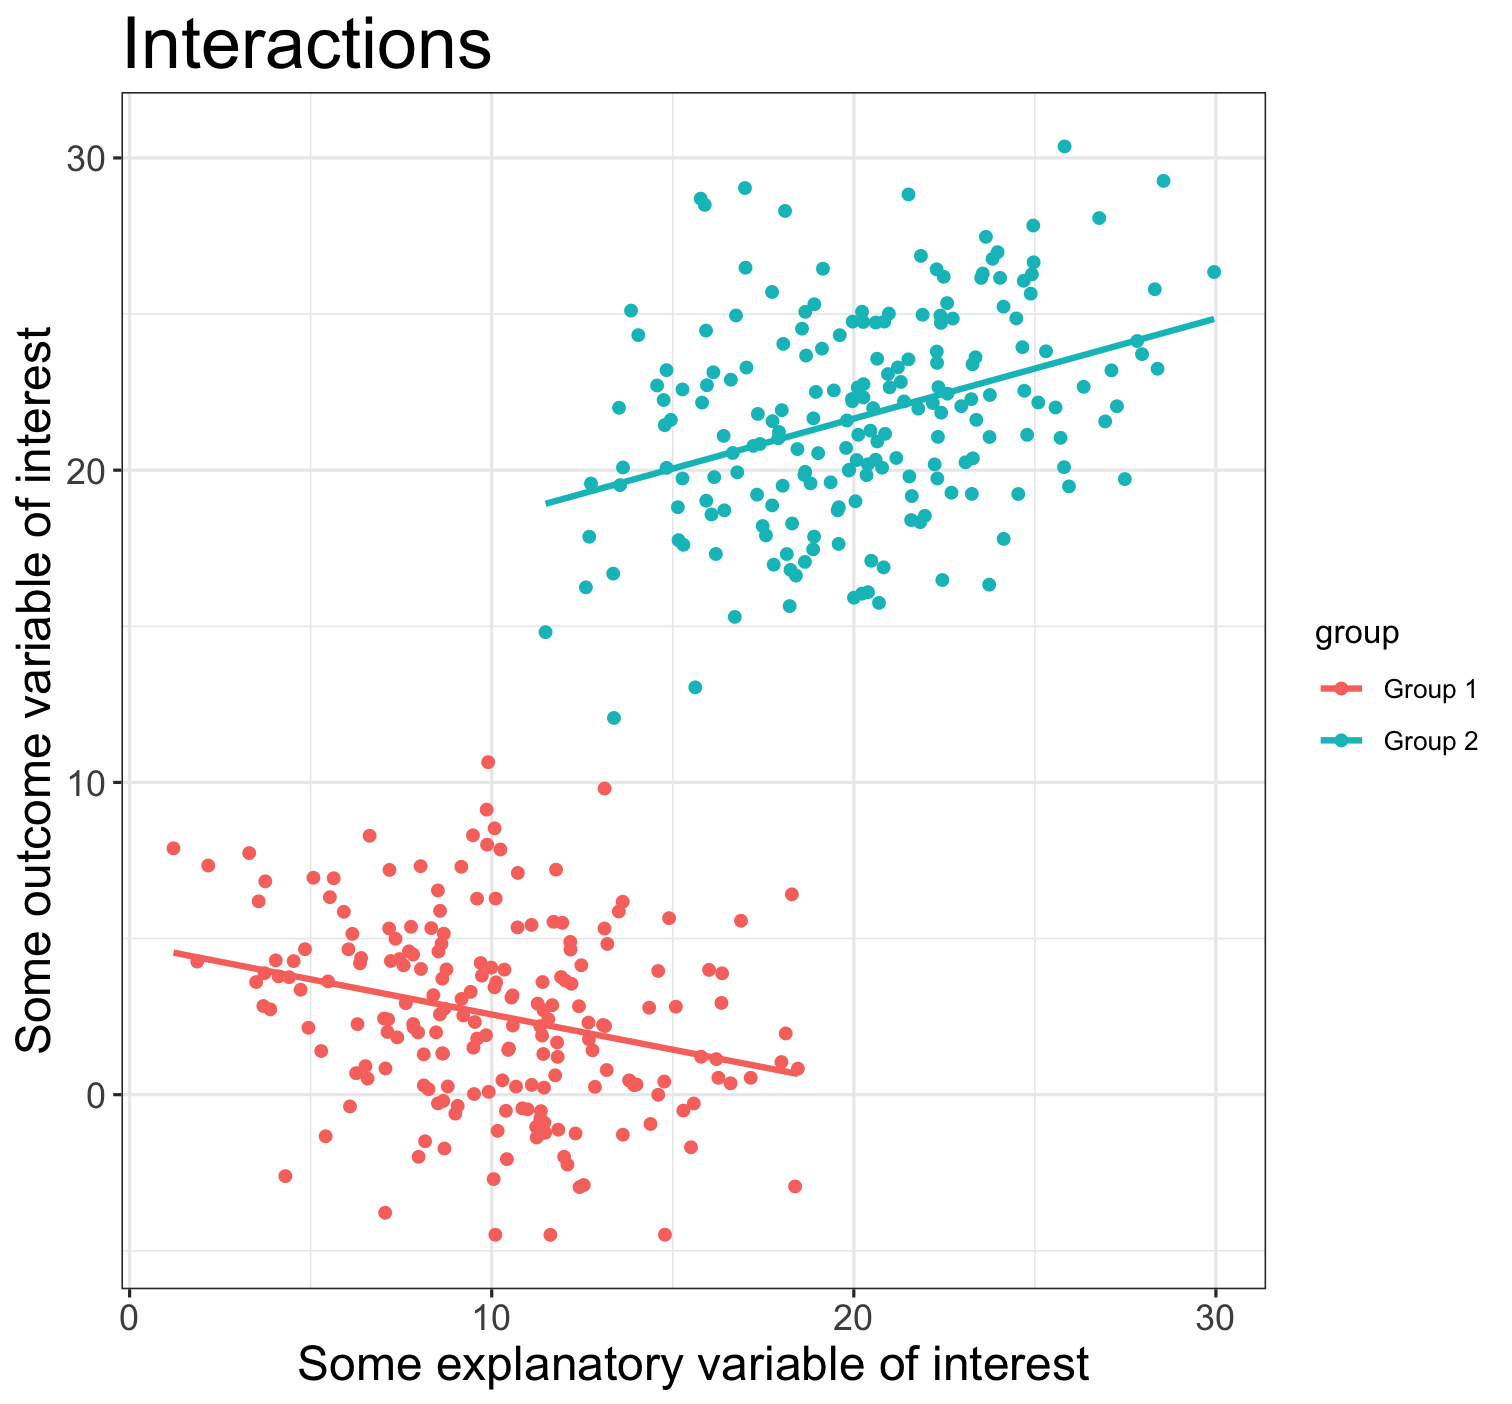 Interactions
30
20
10
0
Some outcome variable of interest
0 10 20 30
Some explanatory variable of interest
group
Group 1
Group 2